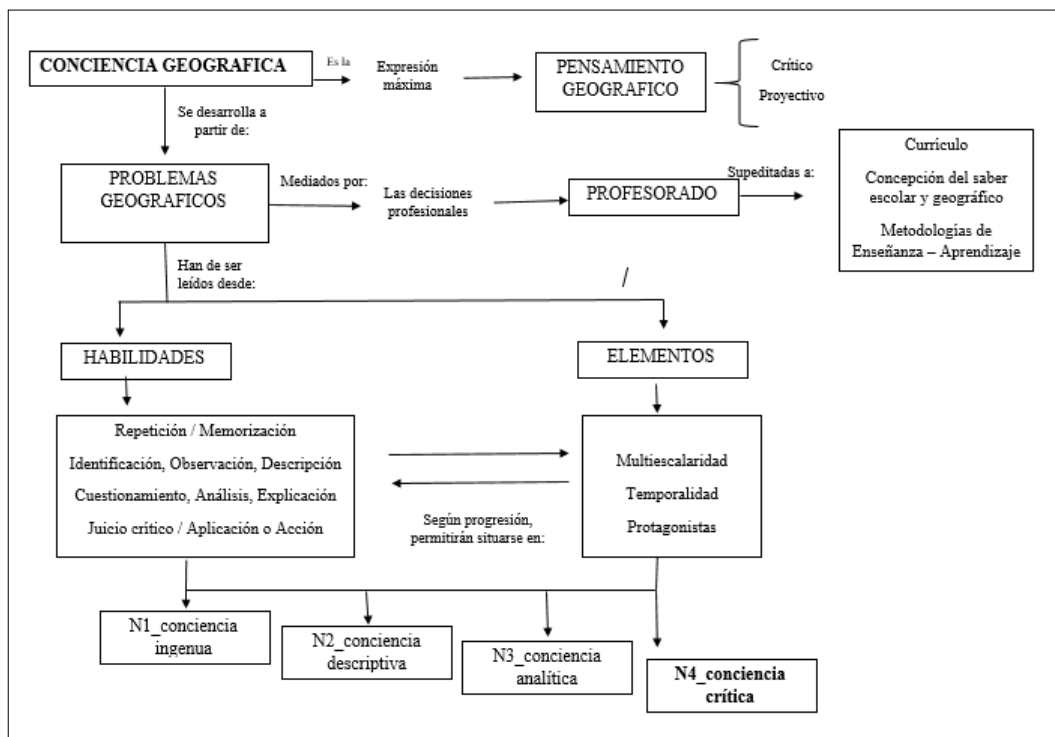 CONCIENCIA GEOGRAFICA
Es la
Expresión
máxima
PENSAMIENTO
GEOGRAFICO
Crítico
Proyectivo
Se desarrolla a
partir de:
PROBLEMAS
GEOGRAFICOS
Mediados por:
Las decisiones
profesionales
PROFESORADO
Supeditadas a:
Currículo
Concepción del saber
escolar y geográfico
Metodologías de
Enseñanza – Aprendizaje
Han de ser
leídos desde:
/
HABILIDADES
ELEMENTOS
Repetición / Memorización
Identificación, Observación, Descripción
Cuestionamiento, Análisis, Explicación
Juicio crítico / Aplicación o Acción
Según progresión,
permitirán situarse en:
Multiescalaridad
Temporalidad
Protagonistas
N1_conciencia
ingenua
N2_conciencia
descriptiva
N3_conciencia
analítica
N4_conciencia
crítica